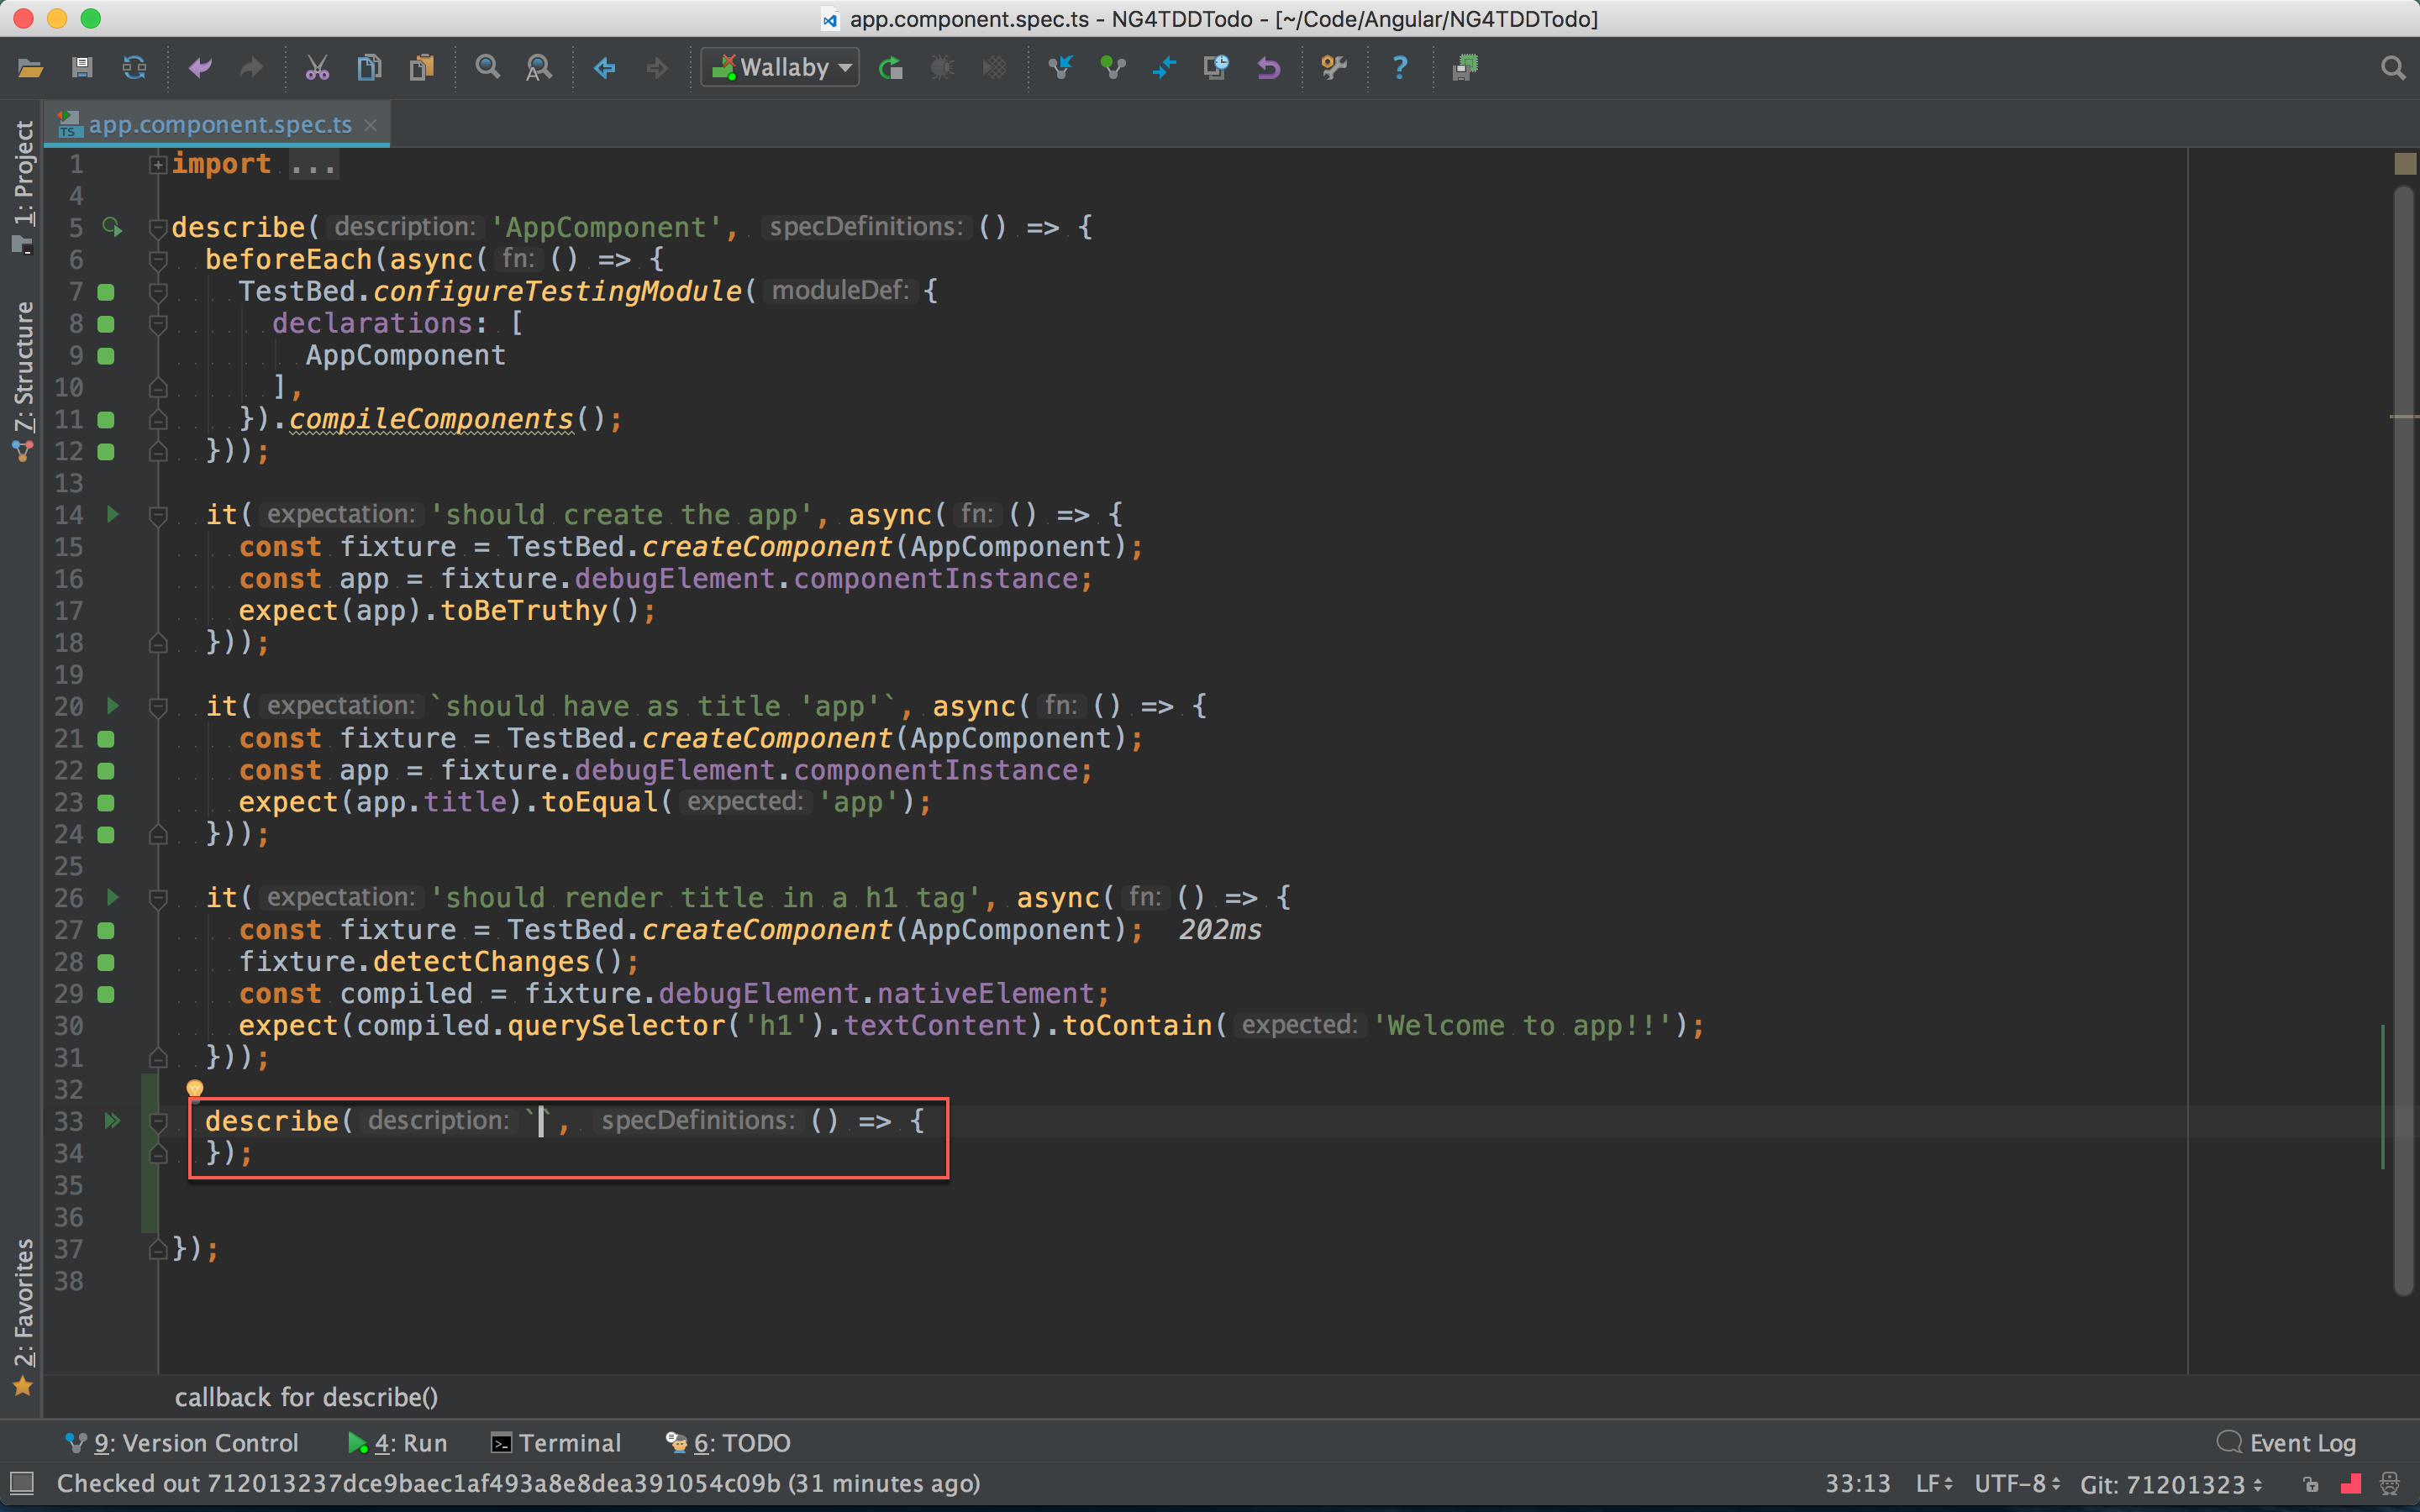 app.component.spec.ts - NG4TDDTodo - [~/Code/Angular/NG4TDDTodo]
Wallaby
app.component.spec.ts
1: Project
7: Structure
2: Favorites
1 import ...
4
5 describe( description: 'AppComponent', specDefinitions: () => {
6 beforeEach(async( fn: () => {
7 TestBed.configureTestingModule( moduleDef: {
8 declarations: [
9 AppComponent
10 ],
11 }).compileComponents();
12 }));
13
14 it( expectation: 'should create the app', async( fn: () => {
15 const fixture = TestBed.createComponent(AppComponent);
16 const app = fixture.debugElement.componentInstance;
17 expect(app).toBeTruthy();
18 }));
19
20 it( expectation: `should have as title 'app'`, async( fn: () => {
21 const fixture = TestBed.createComponent(AppComponent);
22 const app = fixture.debugElement.componentInstance;
23 expect(app.title).toEqual( expected: 'app');
24 }));
25
26 it( expectation: 'should render title in a h1 tag', async( fn: () => {
27 const fixture = TestBed.createComponent(AppComponent); 202ms
28 fixture.detectChanges();
29 const compiled = fixture.debugElement.nativeElement;
30 expect(compiled.querySelector('h1').textContent).toContain( expected: 'Welcome to app!!');
31 }));
32
33 describe( description: ``, specDefinitions: () => {
34 });
35
36
37 });
38
callback for describe()
9: Version Control 4: Run Terminal 6: TODO Event Log
Checked out 712013237dce9baec1af493a8e8dea391054c09b (31 minutes ago) 33:13 LF UTF-8 Git: 71201323